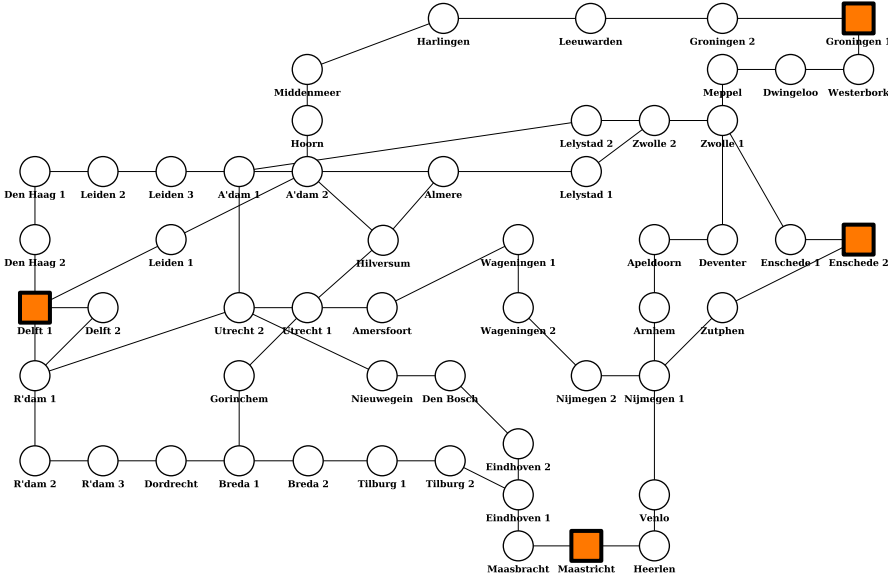 Harlingen
Leeuwarden
Groningen 2
Groningen 1
Middenmeer
Meppel
Dwingeloo
Westerbork
Hoorn
Lelystad 2
Zwolle 2
Zwolle 1
Den Haag 1
Leiden 2
Leiden 3
A'dam 1
A'dam 2
Almere
Lelystad 1
Den Haag 2
Leiden 1
Hilversum
Wageningen 1
Apeldoorn
Deventer
Enschede 1
Enschede 2
Delft 1
Delft 2
Utrecht 2
Utrecht 1
Amersfoort
Wageningen 2
Arnhem
Zutphen
R'dam 1
Gorinchem
Nieuwegein
Den Bosch
Nijmegen 2
Nijmegen 1
Eindhoven 2
R'dam 2
R'dam 3
Dordrecht
Breda 1
Breda 2
Tilburg 1
Tilburg 2
Eindhoven 1
Venlo
Maasbracht
Maastricht
Heerlen